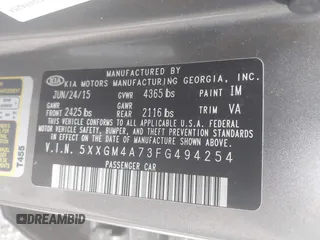 KIA KIA MOTORS MANUFACTURING GEORGIA, INC.
JUN/24/15 GVWR 4365 lbs PAINT IM
GAWR GAWR
FRONT 2425 lbs REAR 2116 lbs TRIM VA
THIS VEHICLE CONFORMS TO ALL APPLICABLE U.S. FEDERAL MOTOR
VEHICLE SAFETY, BUMPER, AND THEFT PREVENTION STANDARDS
IN EFFECT ON THE DATE OF MANUFACTURE SHOWN ABOVE.
V.I.N. 5XXGM4A73FG494254
PASSENGER CAR
T455
DREAMBID